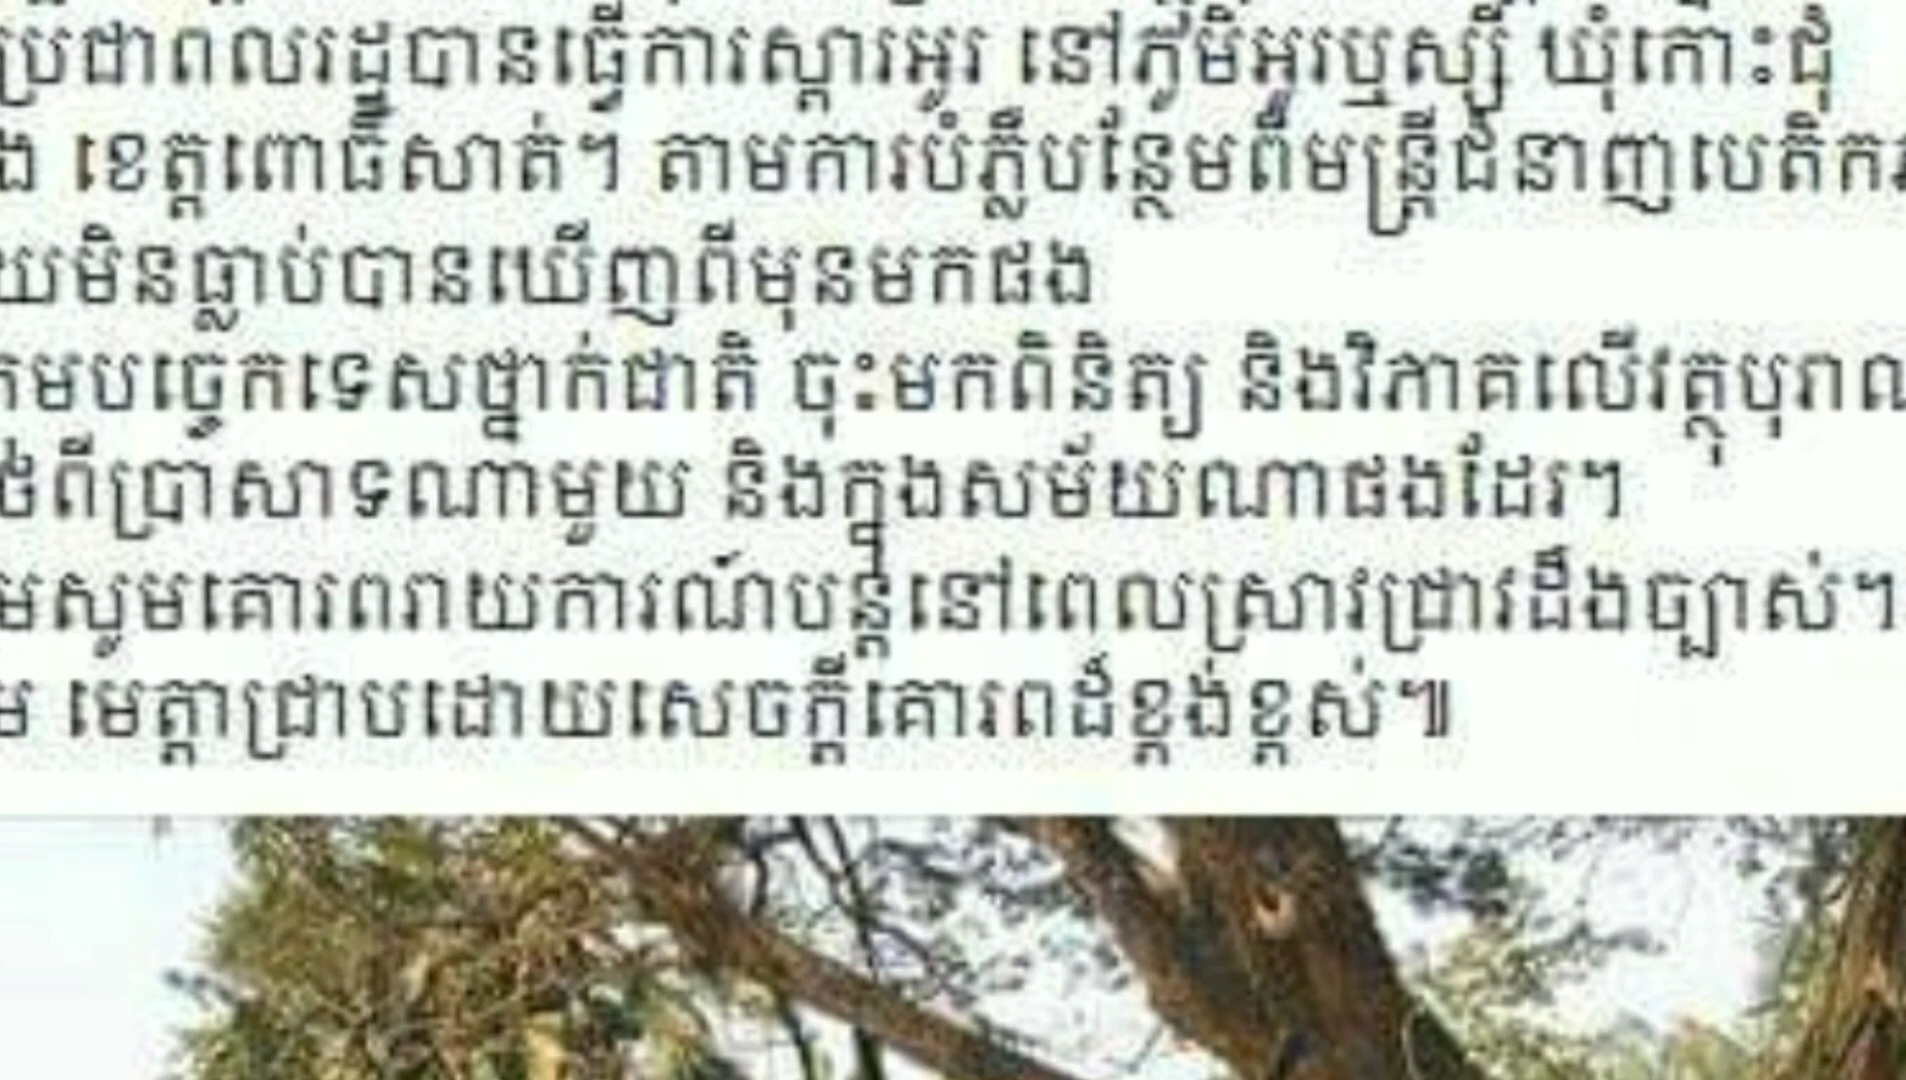 ប្រជាពលរដ្ឋបានធ្វើការស្តារអូរ នៅភូមិអូរឬស្សី ឃុំកោះជុំ
ង ខេត្តពោធិ៍សាត់។ តាមការបំភ្លឺបន្ថែមពីមន្ត្រីជំនាញបេតិក
យមិនធ្លាប់បានឃើញពីមុនមកផង
មបច្ចេកទេសថ្នាក់ជាតិ ចុះមកពិនិត្យ និងវិភាគលើវត្ថុបុរាណ
ពីប្រាសាទណាមួយ និងក្នុងសម័យណាផងដែរ។
មសូមគោរពរាយការណ៍បន្តនៅពេលស្រាវជ្រាវដឹងច្បាស់។
ម មេត្តាជ្រាបដោយសេចក្តីគោរពដ៏ខ្ពង់ខ្ពស់៕